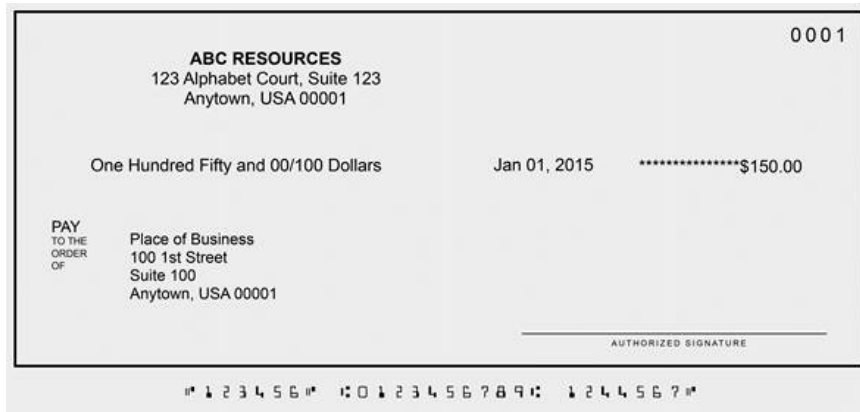 0001
ABC RESOURCES
123 Alphabet Court, Suite 123
Anytown, USA 00001
One Hundred Fifty and 00/100 Dollars Jan 01, 2015 ***************$150.00
PAY
TO THE
ORDER
OF
Place of Business
100 1st Street
Suite 100
Anytown, USA 00001
AUTHORIZED SIGNATURE
⑈123456⑈ ⑆0123456789⑆ 1244567⑈